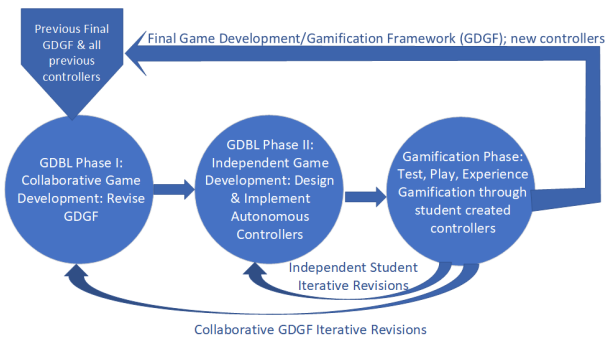 Previous Final
GDGF & all
previous
controllers
Final Game Development/Gamification Framework (GDGF); new controllers
GDBL Phase I:
Collaborative Game
Development: Revise
GDGF
GDBL Phase II:
Independent Game
Development: Design
& Implement
Autonomous
Controllers
Gamification Phase:
Test, Play, Experience
Gamification through
student created
controllers
Independent Student
Iterative Revisions
Collaborative GDGF Iterative Revisions